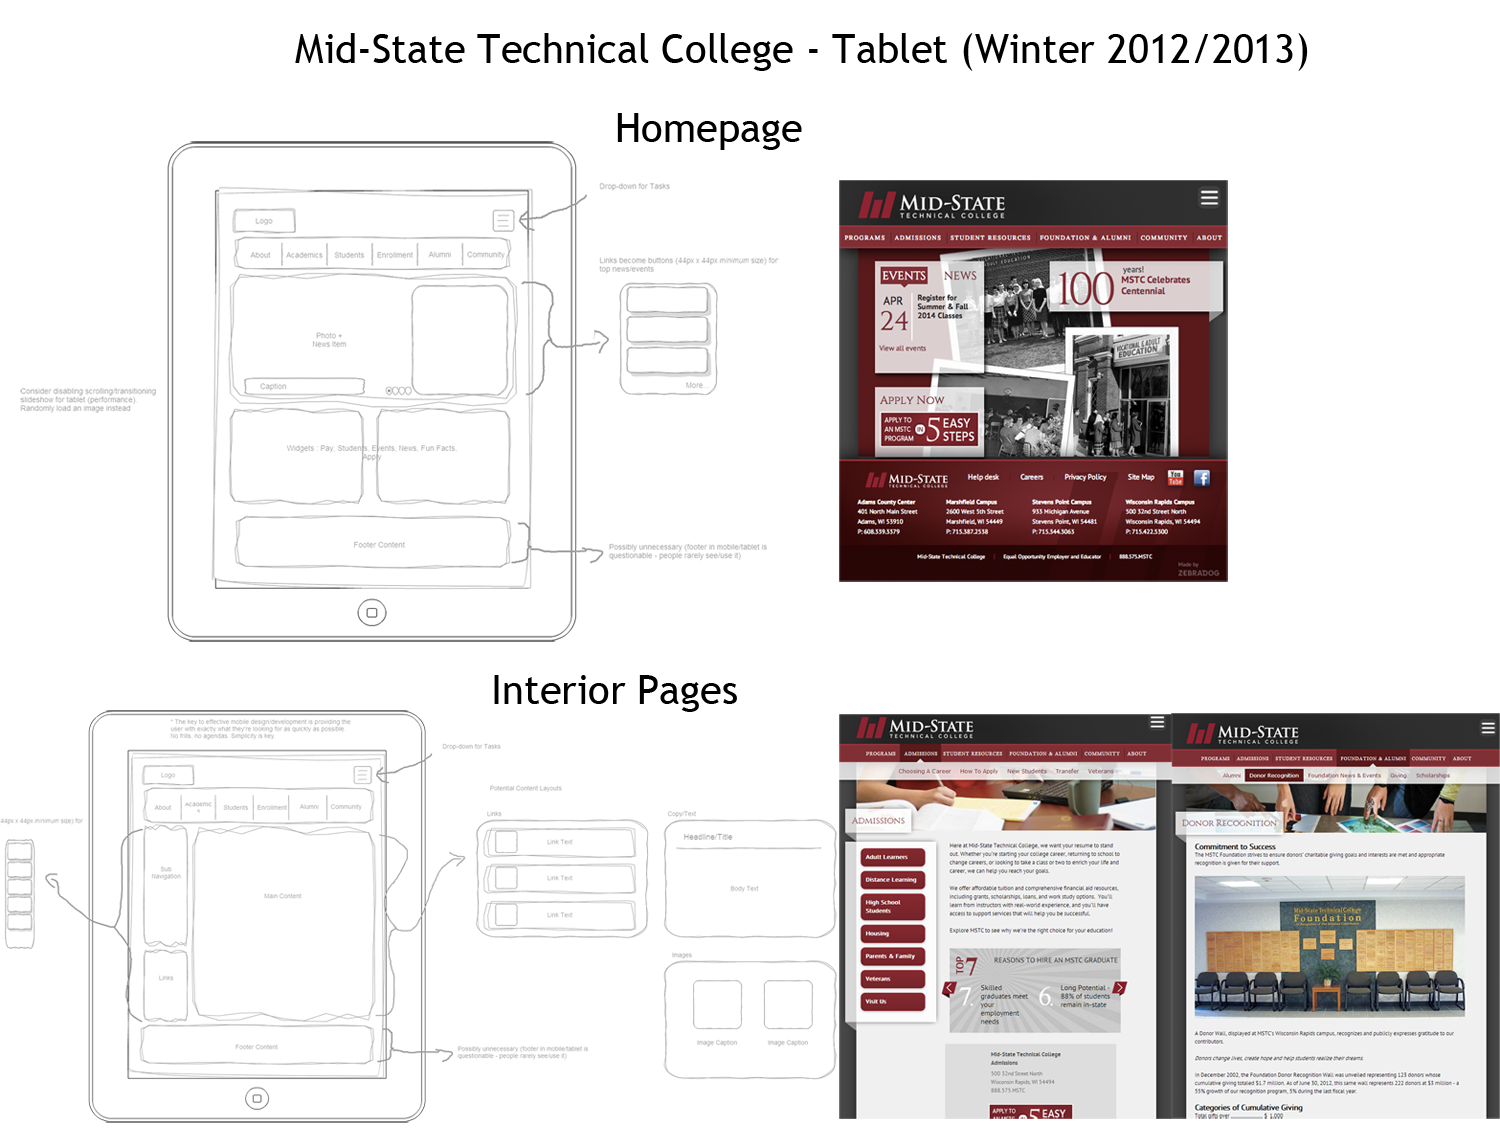 Mid-State Technical College - Tablet (Winter 2012/2013)
Homepage
Drop-down for Tasks
Logo
About Academics Students Enrollment Alumni Community
Links become buttons (44px x 44px minimum size) for
top news/events
Photo +
News Item
Caption
More...
Consider disabling scrolling/transitioning
slideshow for tablet (performance).
Randomly load an image instead
Widgets : Pay, Students, Events, News, Fun Facts,
Apply
Footer Content
Possibly unnecessary (footer in mobile/tablet is
questionable - people rarely see/use it)
MID-STATE
TECHNICAL COLLEGE
PROGRAMS ADMISSIONS STUDENT RESOURCES FOUNDATION & ALUMNI COMMUNITY ABOUT
EVENTS NEWS
APR
24
Register for
Summer & Fall
2014 Classes
View all events
100
years!
MSTC Celebrates
Centennial
VOCATIONAL & ADULT
EDUCATION
APPLY NOW
APPLY TO
AN MSTC
PROGRAM
IN
5 EASY
STEPS
MID-STATE
TECHNICAL COLLEGE
Help desk Careers Privacy Policy Site Map You
Tube f
Adams County Center
401 North Main Street
Adams, WI 53910
P: 608.339.3379
Marshfield Campus
2600 West 5th Street
Marshfield, WI 54449
P: 715.387.2538
Stevens Point Campus
933 Michigan Avenue
Stevens Point, WI 54481
P: 715.344.3063
Wisconsin Rapids Campus
500 32nd Street North
Wisconsin Rapids, WI 54494
P: 715.422.5300
Mid-State Technical College | Equal Opportunity Employer and Educator | 888.575.MSTC
Made by
ZEBRADOG
Interior Pages
* The key to effective mobile design/development is providing the
user with exactly what they're looking for as quickly as possible.
No frills, no agendas. Simplicity is key.
Drop-down for Tasks
Logo
About Academic
s Students Enrollment Alumni Community
44px x 44px minimum size) for
Sub
Navigation
Main Content
Links
Footer Content
Possibly unnecessary (footer in mobile/tablet is
questionable - people rarely see/use it)
Potential Content Layouts
Links
Link Text
Link Text
Link Text
Copy/Text
Headline/Title
Body Text
Images
Image Caption Image Caption
MID-STATE
TECHNICAL COLLEGE
PROGRAMS ADMISSIONS STUDENT RESOURCES FOUNDATION & ALUMNI COMMUNITY ABOUT
Choosing A Career How To Apply New Students Transfer Veterans
ADMISSIONS
Adult Learners
Distance Learning
High School
Students
Housing
Parents & Family
Veterans
Visit Us
Here at Mid-State Technical College, we want your resume to stand
out. Whether you're starting your college career, returning to school to
change careers, or looking to take a class or two to enrich your life and
career, we can help you reach your goals.
We offer affordable tuition and comprehensive financial aid resources,
including grants, scholarships, loans, and work study options. You'll
learn from instructors with real-world experience, and you'll have
access to support services that will help you be successful.
Explore MSTC to see why we're the right choice for your education!
TOP 7
REASONS TO HIRE AN MSTC GRADUATE
7.
Skilled
graduates meet
your
employment
needs
6.
Long Potential -
88% of students
remain in-state
Mid-State Technical College
Admissions
500 32nd Street North
Wisconsin Rapids, WI 54494
888.575.MSTC
APPLY TO
5 EASY
MID-STATE
TECHNICAL COLLEGE
PROGRAMS ADMISSIONS STUDENT RESOURCES FOUNDATION & ALUMNI COMMUNITY ABOUT
Alumni Donor Recognition Foundation News & Events Giving Scholarships
DONOR RECOGNITION
Commitment to Success
The MSTC Foundation strives to ensure donors' charitable giving goals and interests are met and appropriate
recognition is given for their support.
Mid-State Technical College
Foundation
A Donor Wall, displayed at MSTC's Wisconsin Rapids campus, recognizes and publicly expresses gratitude to our
contributors.
Donors change lives, create hope and help students realize their dreams.
In December 2002, the Foundation Donor Recognition Wall was unveiled representing 123 donors whose
cumulative giving totaled $1.7 million. As of June 30, 2012, this same wall represents 222 donors at $3 million - a
55% growth of our recognition program, 5% during the last fiscal year.
Categories of Cumulative Giving
Total gifts over ............ $ 1,000